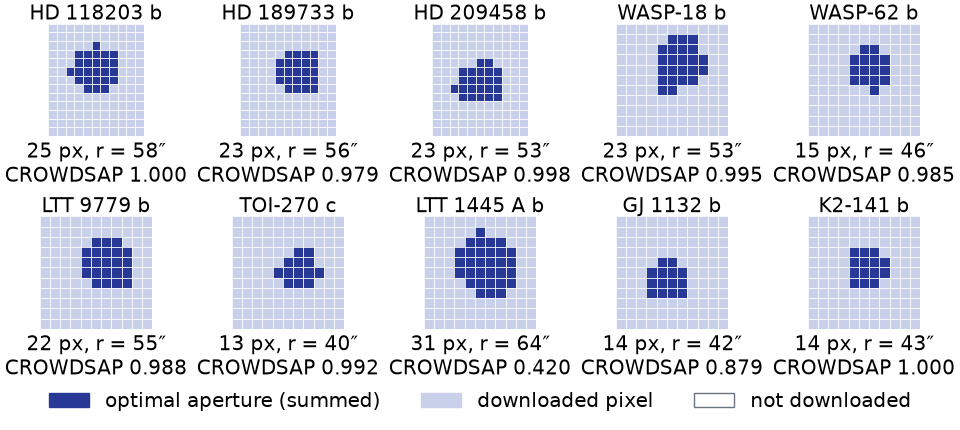 HD 118203 b HD 189733 b HD 209458 b WASP-18 b WASP-62 b
25 px, r = 58″ 23 px, r = 56″ 23 px, r = 53″ 23 px, r = 53″ 15 px, r = 46″
CROWDSAP 1.000 CROWDSAP 0.979 CROWDSAP 0.998 CROWDSAP 0.995 CROWDSAP 0.985
LTT 9779 b TOI-270 c LTT 1445 A b GJ 1132 b K2-141 b
22 px, r = 55″ 13 px, r = 40″ 31 px, r = 64″ 14 px, r = 42″ 14 px, r = 43″
CROWDSAP 0.988 CROWDSAP 0.992 CROWDSAP 0.420 CROWDSAP 0.879 CROWDSAP 1.000
optimal aperture (summed) downloaded pixel not downloaded